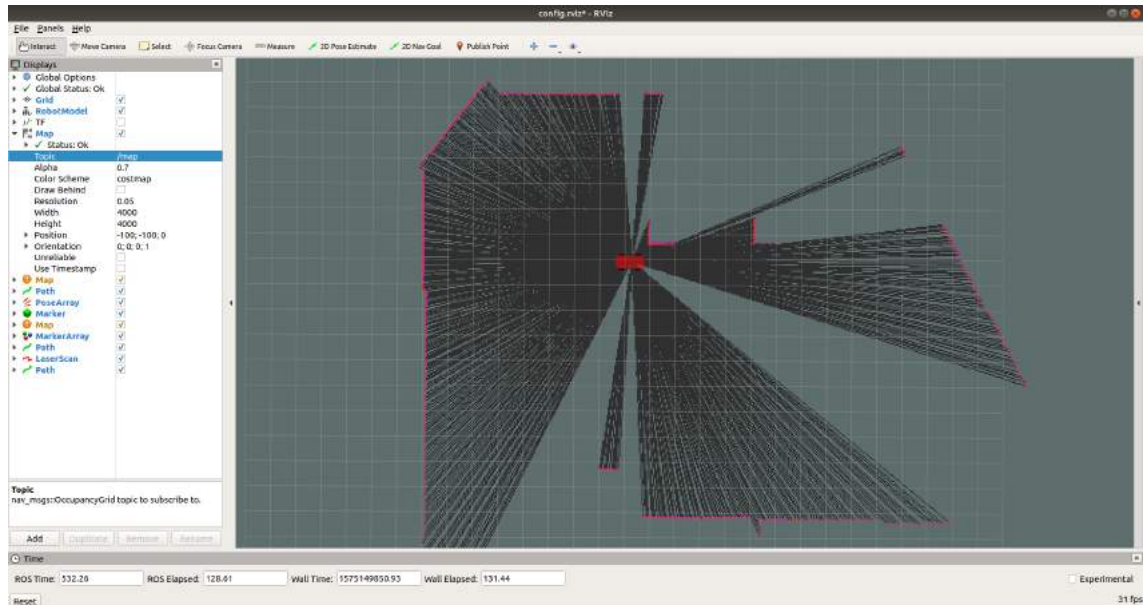 config.rviz* - RViz
File Panels Help
Interact Move Camera Select Focus Camera Measure 2D Pose Estimate 2D Nav Goal Publish Point
Displays
Global Options
Global Status: Ok
Grid
RobotModel
TF
Map
Status: Ok
Topic /map
Alpha 0.7
Color Scheme costmap
Draw Behind
Resolution 0.05
Width 4000
Height 4000
Position -100; -100; 0
Orientation 0; 0; 0; 1
Unreliable
Use Timestamp
Map
Path
PoseArray
Marker
Map
MarkerArray
Path
LaserScan
Path
Topic
nav_msgs::OccupancyGrid topic to subscribe to.
Add Duplicate Remove Rename
Time
ROS Time: 532.26 ROS Elapsed: 128.61 Wall Time: 1575149850.93 Wall Elapsed: 131.44 Experimental
Reset 31 fps